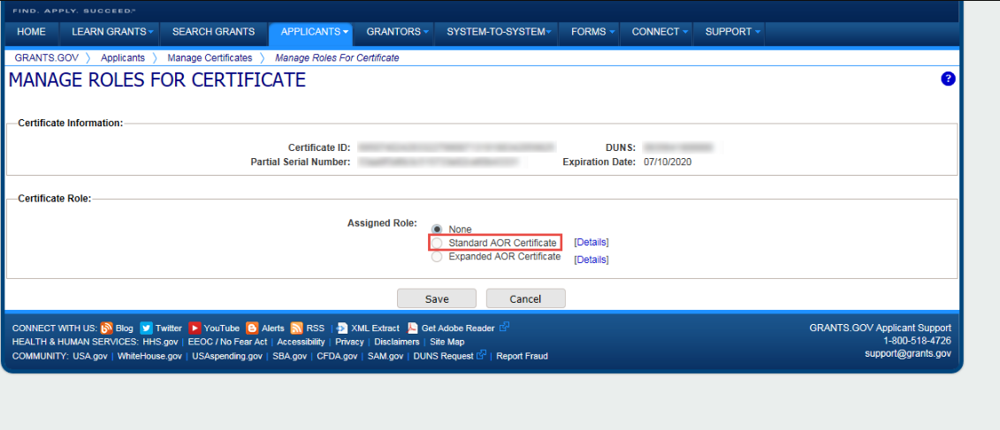 FIND. APPLY. SUCCEED.℠
HOME LEARN GRANTS SEARCH GRANTS APPLICANTS GRANTORS SYSTEM-TO-SYSTEM FORMS CONNECT SUPPORT
GRANTS.GOV 〉 Applicants 〉 Manage Certificates 〉 Manage Roles For Certificate
MANAGE ROLES FOR CERTIFICATE
?
Certificate Information:
Certificate ID: DUNS:
Partial Serial Number: Expiration Date: 07/10/2020
Certificate Role:
Assigned Role: None
Standard AOR Certificate [Details]
Expanded AOR Certificate [Details]
Save Cancel
CONNECT WITH US: Blog Twitter YouTube Alerts RSS | XML Extract Get Adobe Reader
HEALTH & HUMAN SERVICES: HHS.gov | EEOC / No Fear Act | Accessibility | Privacy | Disclaimers | Site Map
COMMUNITY: USA.gov | WhiteHouse.gov | USAspending.gov | SBA.gov | CFDA.gov | SAM.gov | DUNS Request | Report Fraud
GRANTS.GOV Applicant Support
1-800-518-4726
support@grants.gov